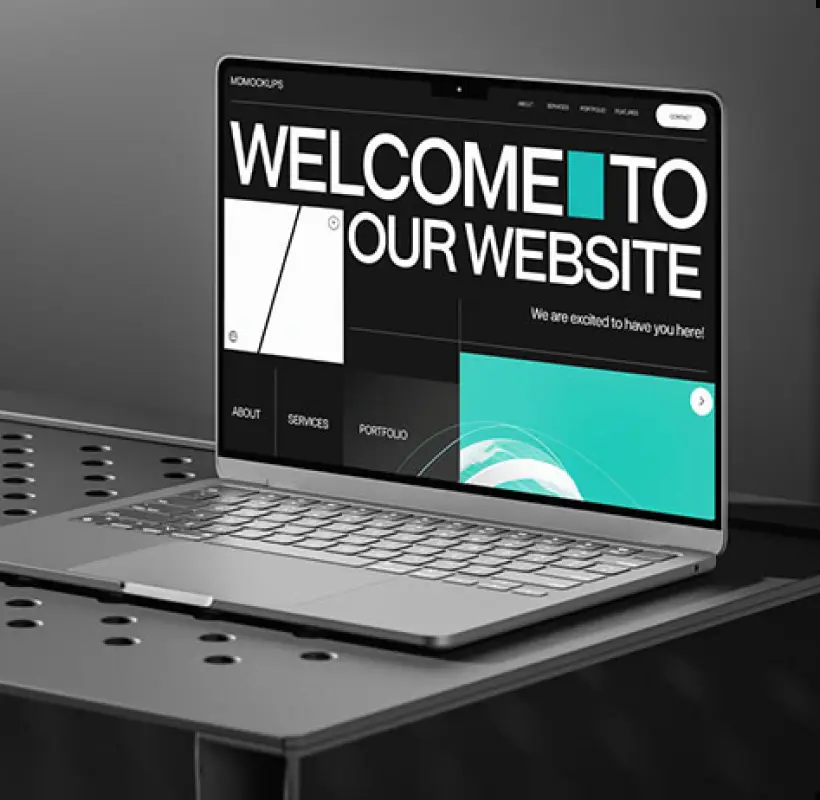 MOMOCKUPS
ABOUT SERVICES PORTFOLIO FEATURES CONTACT
WELCOME TO
OUR WEBSITE
We are excited to have you here!
ABOUT SERVICES PORTFOLIO